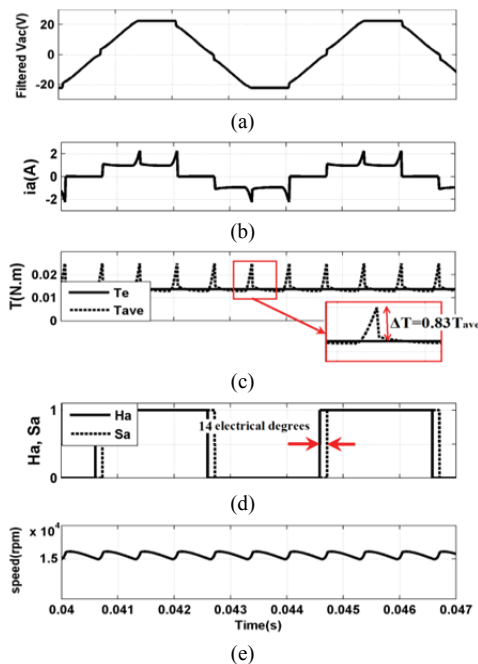 Filtered Vac(V)
20
0
-20
(a)
ia(A)
2
0
-2
(b)
T(N.m)
0.02
0.01
0
Te
Tave
ΔT=0.83Tave
(c)
Ha, Sa
1
0
Ha
Sa
14 electrical degrees
(d)
speed(rpm)
x 10⁴
1.5
0.04 0.041 0.042 0.043 0.044 0.045 0.046 0.047
Time(s)
(e)